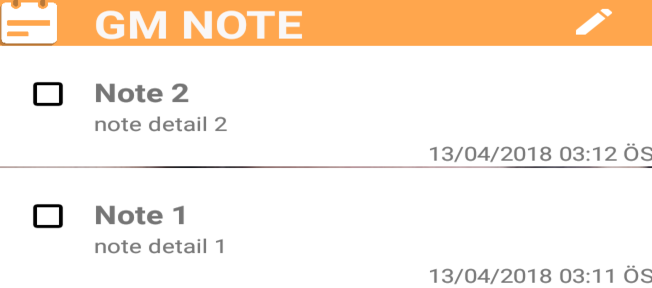 GM NOTE
Note 2
note detail 2
13/04/2018 03:12 ÖS
Note 1
note detail 1
13/04/2018 03:11 ÖS